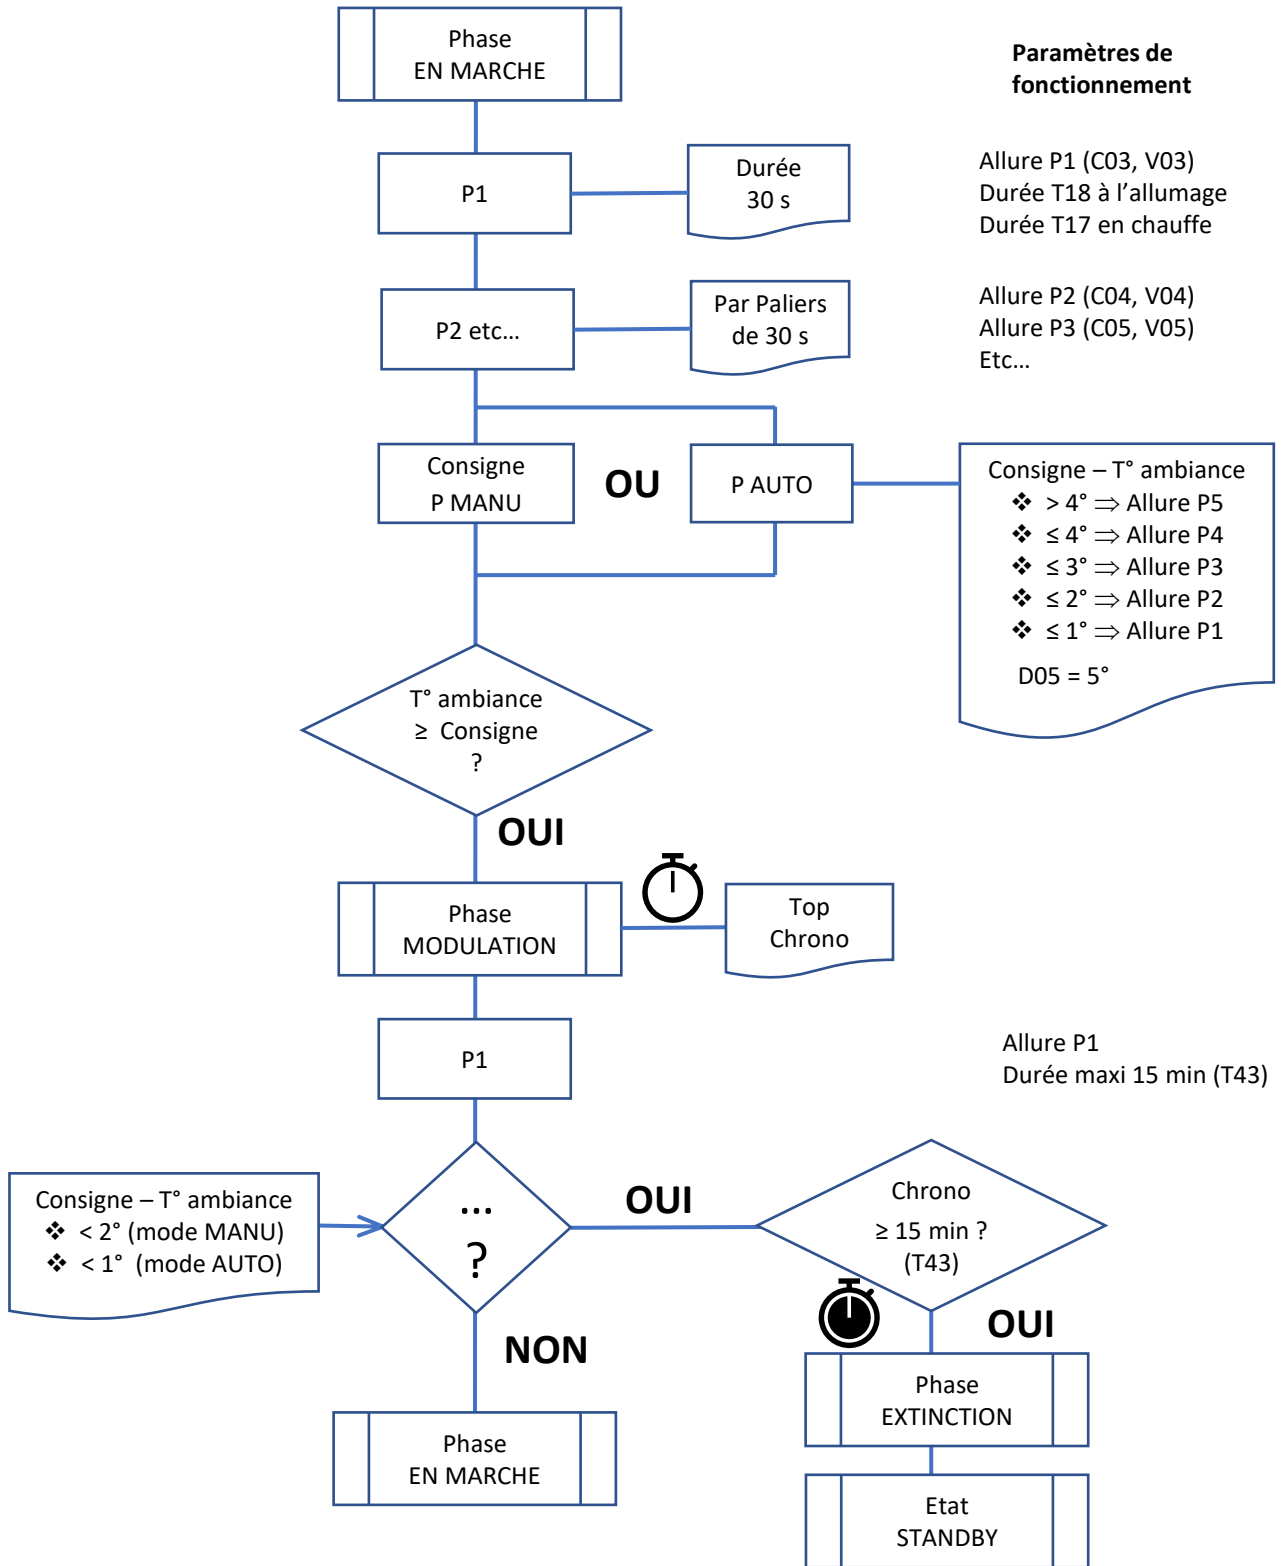 Phase
EN MARCHE
Paramètres de
fonctionnement
P1
Durée
30 s
Allure P1 (C03, V03)
Durée T18 à l’allumage
Durée T17 en chauffe
P2 etc…
Par Paliers
de 30 s
Allure P2 (C04, V04)
Allure P3 (C05, V05)
Etc…
Consigne
P MANU
OU
P AUTO
Consigne – T° ambiance
❖ > 4° ⇒ Allure P5
❖ ≤ 4° ⇒ Allure P4
❖ ≤ 3° ⇒ Allure P3
❖ ≤ 2° ⇒ Allure P2
❖ ≤ 1° ⇒ Allure P1
D05 = 5°
T° ambiance
≥ Consigne
?
OUI
Phase
MODULATION
Top
Chrono
P1
Allure P1
Durée maxi 15 min (T43)
Consigne – T° ambiance
❖ < 2° (mode MANU)
❖ < 1° (mode AUTO)
…
?
OUI
Chrono
≥ 15 min ?
(T43)
NON
OUI
Phase
EN MARCHE
Phase
EXTINCTION
Etat
STANDBY